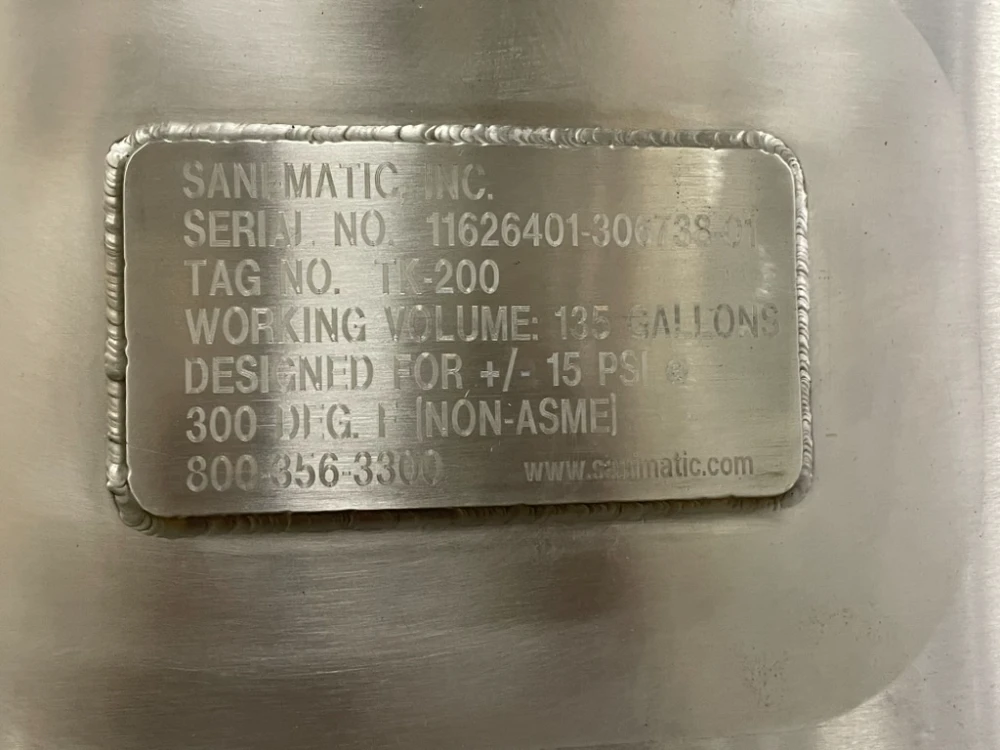 SANI-MATIC, INC.
SERIAL NO. 11626401-306738-01
TAG NO. TK-200
WORKING VOLUME: 135 GALLONS
DESIGNED FOR +/- 15 PSI @
300 DEG. F (NON-ASME)
800-356-3300 www.sanimatic.com